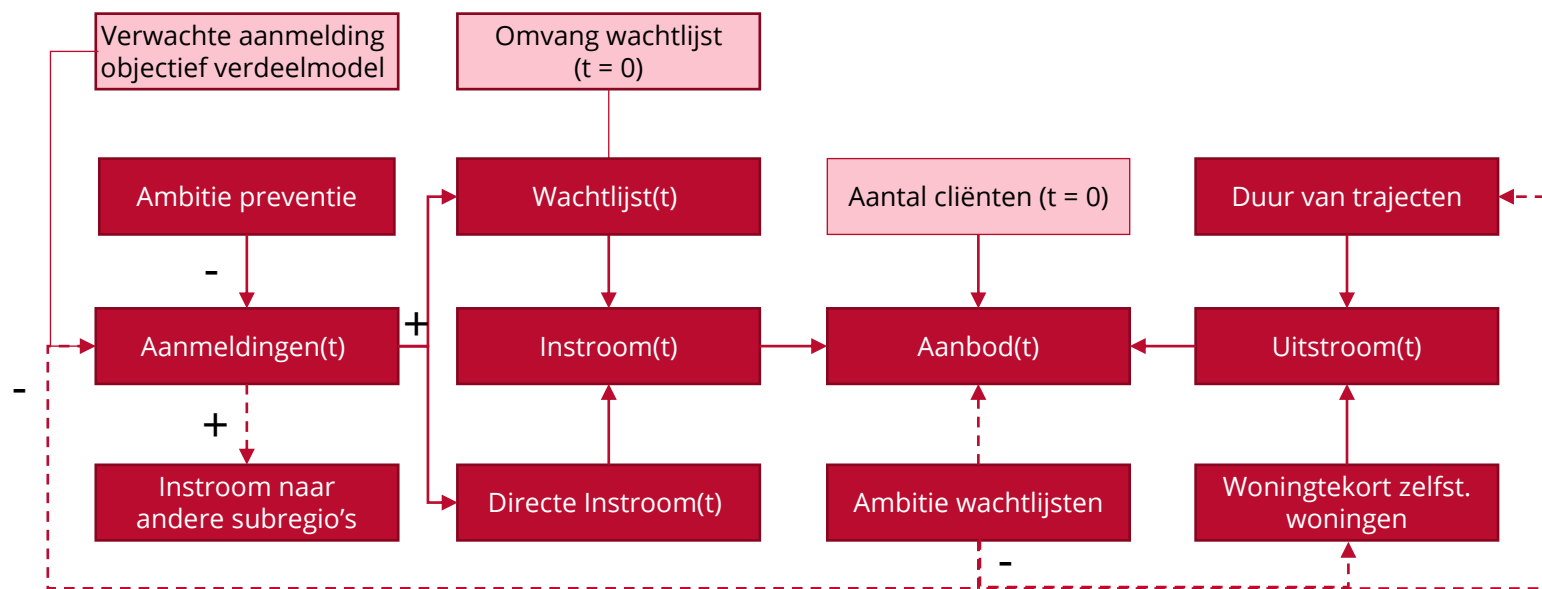 Verwachte aanmelding
objectief verdeelmodel
Omvang wachtlijst
(t = 0)
Ambitie preventie
Wachtlijst(t)
Aantal cliënten (t = 0)
Duur van trajecten
-
+
Aanmeldingen(t)
Instroom(t)
Aanbod(t)
Uitstroom(t)
-
+
Instroom naar
andere subregio’s
Directe Instroom(t)
Ambitie wachtlijsten
Woningtekort zelfst.
woningen
-